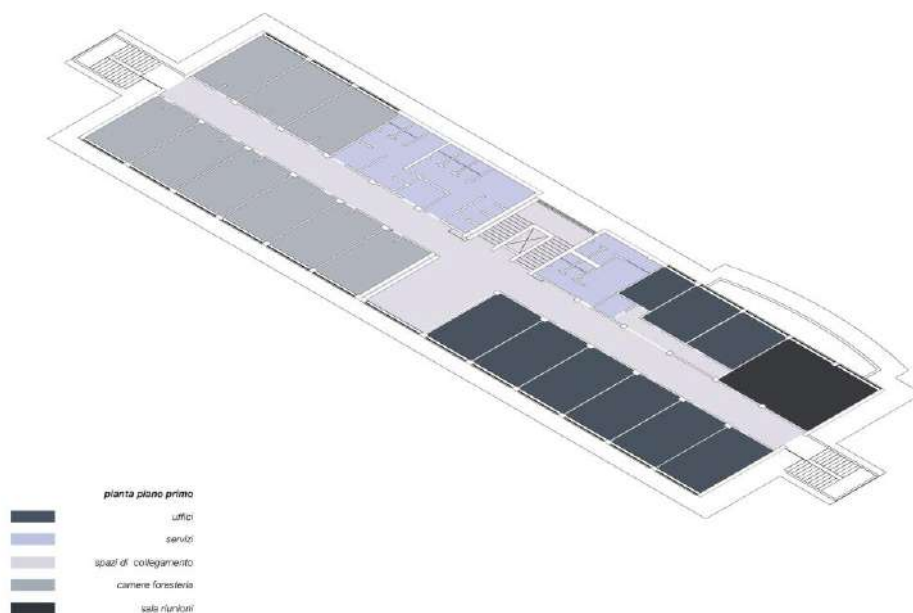 pianta piano primo
uffici
servizi
spazi di collegamento
camere foresteria
sala riunioni